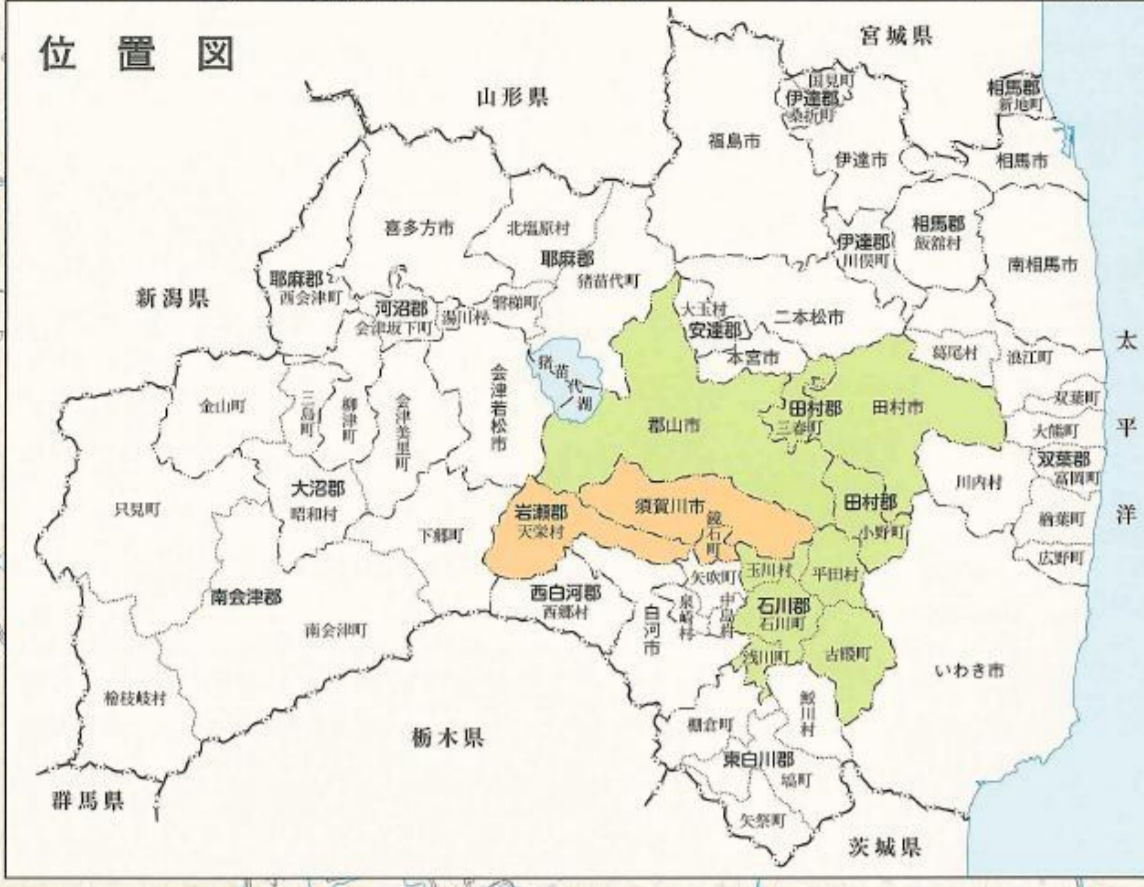 位置図
宮城県
山形県
新潟県
群馬県
栃木県
茨城県
太平洋
福島市
国見町
伊達郡
桑折町
伊達市
相馬郡
新地町
相馬市
喜多方市
北塩原村
耶麻郡
猪苗代町
伊達郡
川俣町
相馬郡
飯舘村
南相馬市
耶麻郡
西会津町
河沼郡
会津坂下町
湯川村
磐梯町
大玉村
安達郡
本宮市
二本松市
葛尾村
浪江町
猪苗代湖
会津若松市
金山町
三島町
柳津町
会津美里町
郡山市
田村郡
三春町
田村市
双葉町
大熊町
双葉郡
富岡町
川内村
楢葉町
広野町
只見町
大沼郡
昭和村
下郷町
岩瀬郡
天栄村
須賀川市
鏡石町
田村郡
小野町
西白河郡
西郷村
白河市
矢吹町
泉崎村
中島村
玉川村
平田村
石川郡
石川町
浅川町
古殿町
南会津郡
南会津町
檜枝岐村
いわき市
棚倉町
鮫川村
東白川郡
塙町
矢祭町